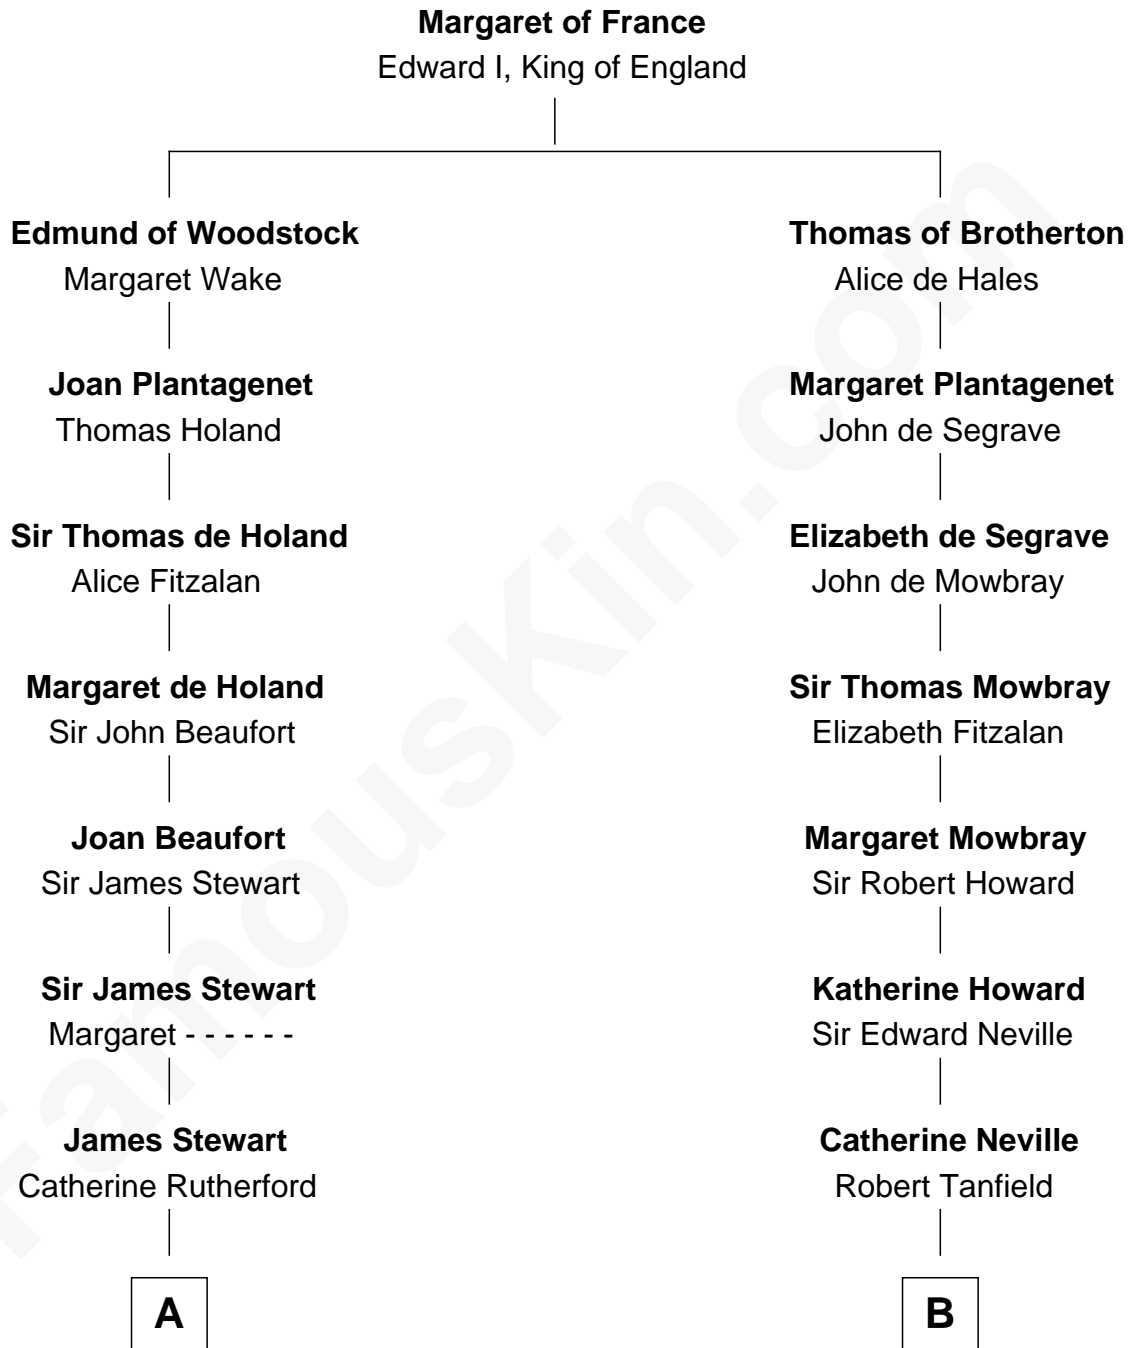 Margaret of France
Edward I, King of England
Edmund of Woodstock
Margaret Wake
Joan Plantagenet
Thomas Holand
Sir Thomas de Holand
Alice Fitzalan
Margaret de Holand
Sir John Beaufort
Joan Beaufort
Sir James Stewart
Sir James Stewart
Margaret - - - - - -
James Stewart
Catherine Rutherford
A
Thomas of Brotherton
Alice de Hales
Margaret Plantagenet
John de Segrave
Elizabeth de Segrave
John de Mowbray
Sir Thomas Mowbray
Elizabeth Fitzalan
Margaret Mowbray
Sir Robert Howard
Katherine Howard
Sir Edward Neville
Catherine Neville
Robert Tanfield
B
FamousKin.com